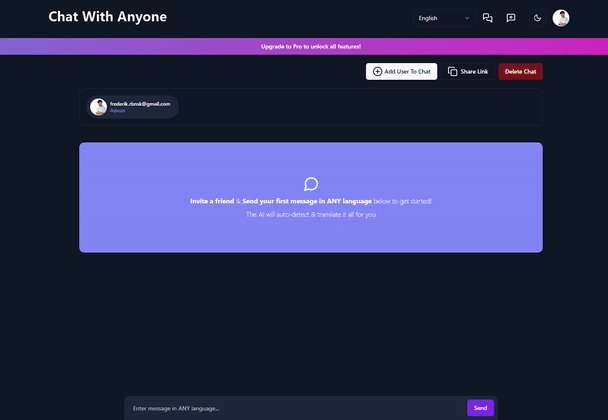 Chat With Anyone
English
Upgrade to Pro to unlock all features!
Add User To Chat
Share Link
Delete Chat
frederik.rbnsk@gmail.com
Admin
Invite a friend & Send your first message in ANY language below to get started!
The AI will auto-detect & translate it all for you
Enter message in ANY language...
Send